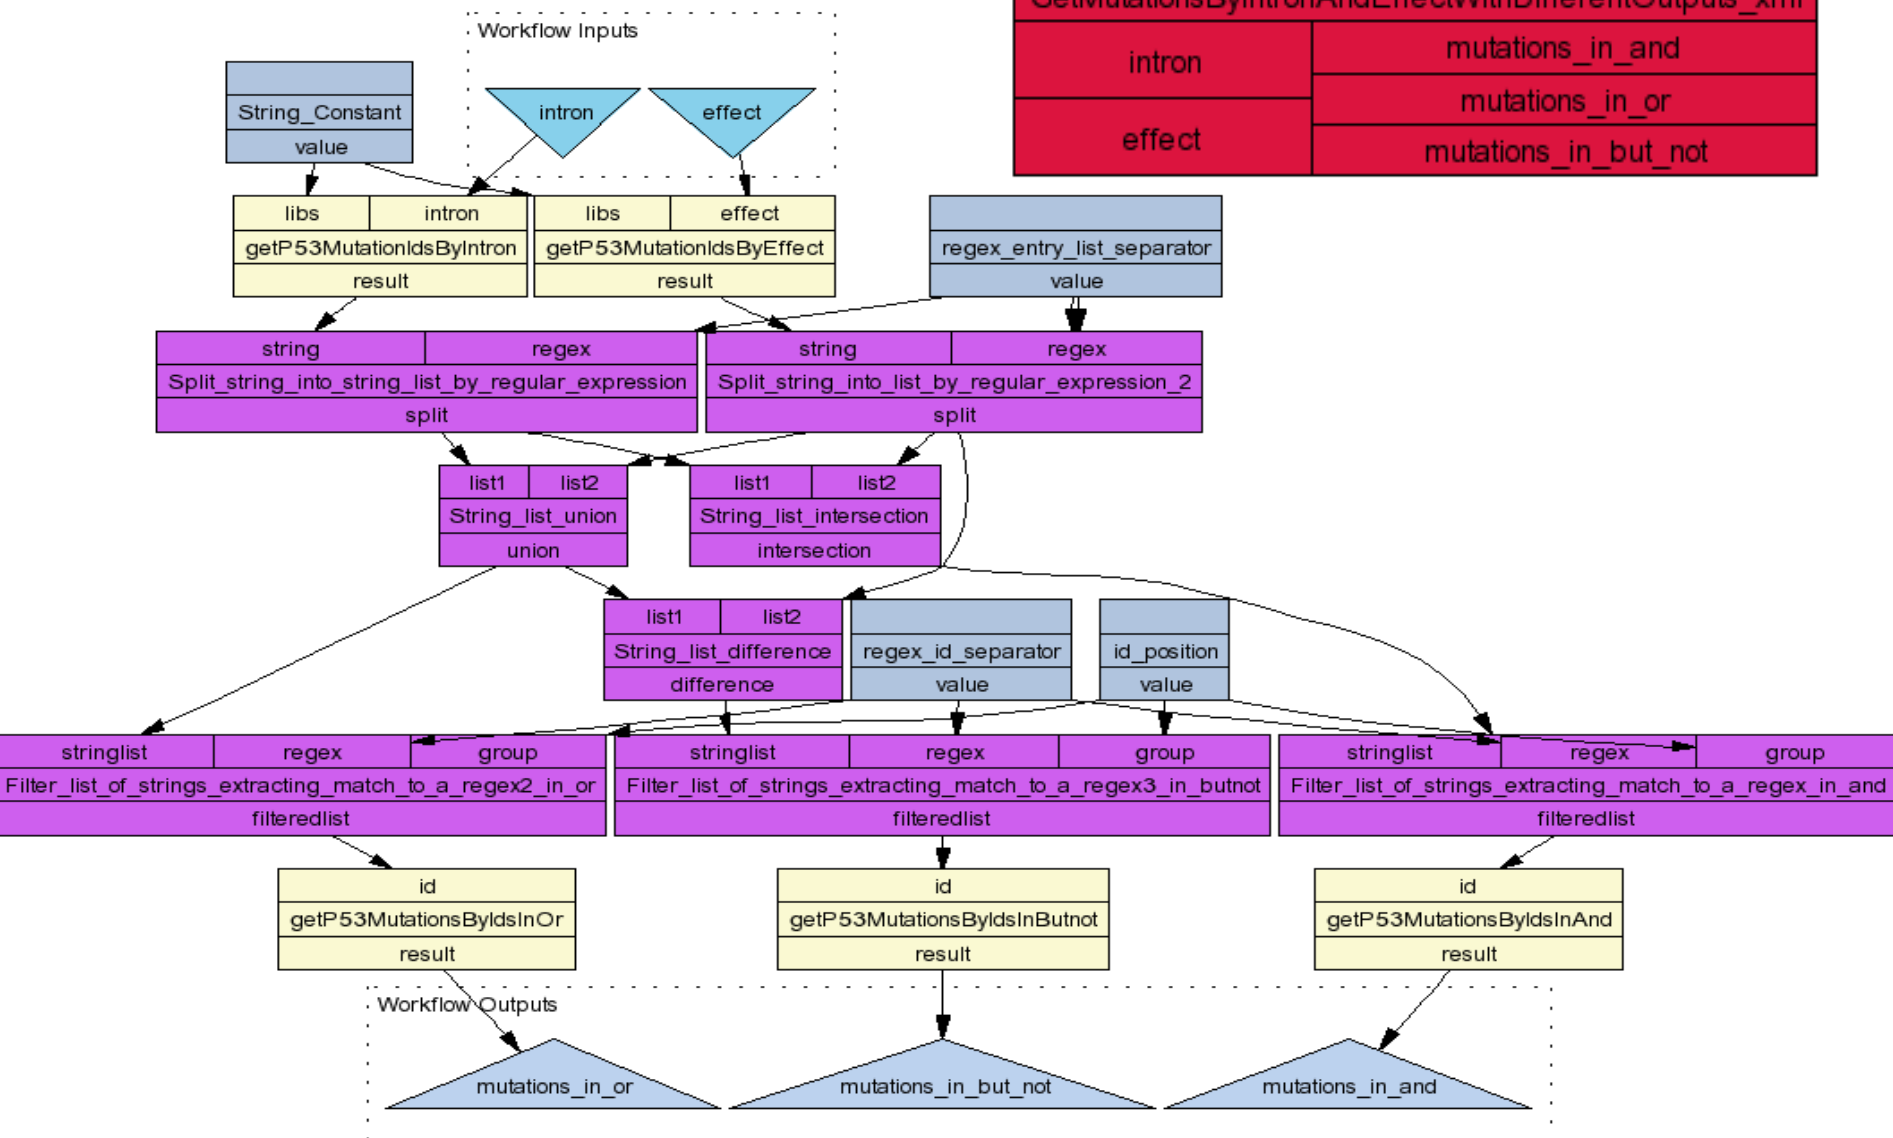 GetMutationsByIntronAndEffectWithDifferentOutputs_xml
Workflow Inputs
intron
mutations_in_and
mutations_in_or
effect
mutations_in_but_not
String_Constant
value
intron
effect
libs intron
getP53MutationIdsByIntron
result
libs effect
getP53MutationIdsByEffect
result
regex_entry_list_separator
value
string regex
Split_string_into_string_list_by_regular_expression
split
string regex
Split_string_into_list_by_regular_expression_2
split
list1 list2
String_list_union
union
list1 list2
String_list_intersection
intersection
list1 list2
String_list_difference
difference
regex_id_separator
value
id_position
value
stringlist regex group
Filter_list_of_strings_extracting_match_to_a_regex2_in_or
filteredlist
stringlist regex group
Filter_list_of_strings_extracting_match_to_a_regex3_in_butnot
filteredlist
stringlist regex group
Filter_list_of_strings_extracting_match_to_a_regex_in_and
filteredlist
id
getP53MutationsByIdsInOr
result
id
getP53MutationsByIdsInButnot
result
id
getP53MutationsByIdsInAnd
result
Workflow Outputs
mutations_in_or
mutations_in_but_not
mutations_in_and